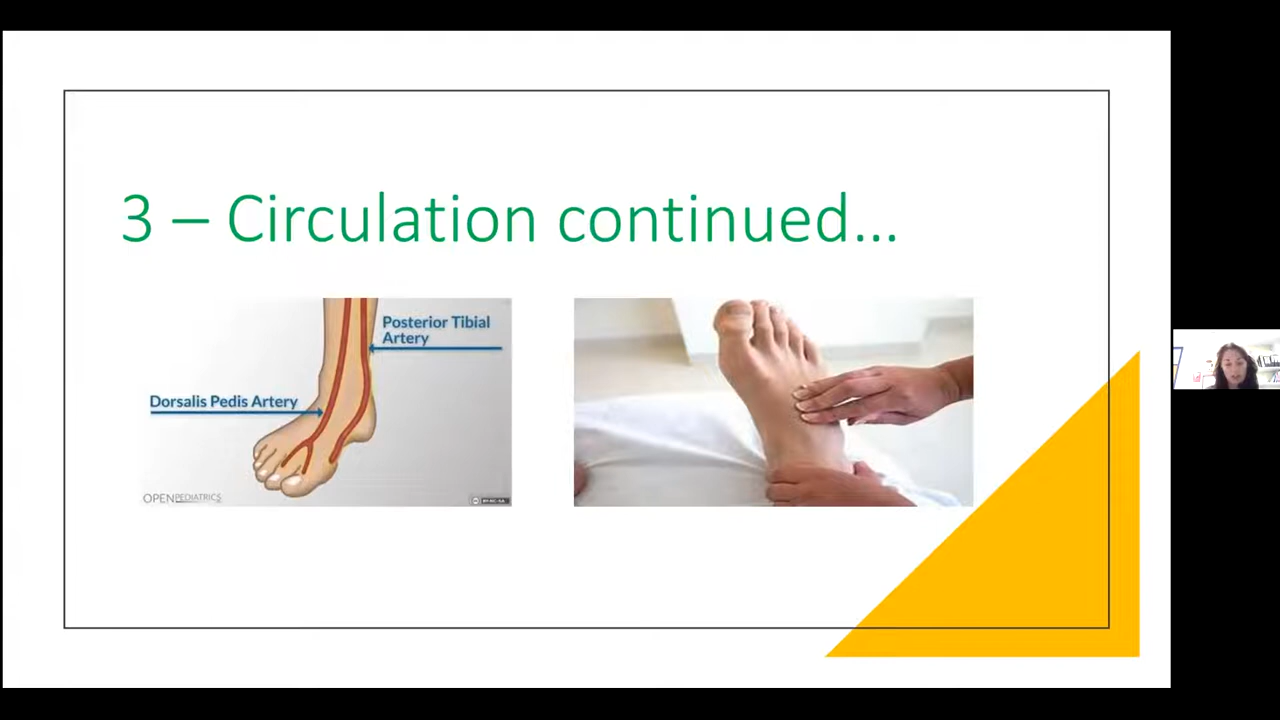 3 – Circulation continued...
Posterior Tibial
Artery
Dorsalis Pedis Artery
OPENPEDIATRICS